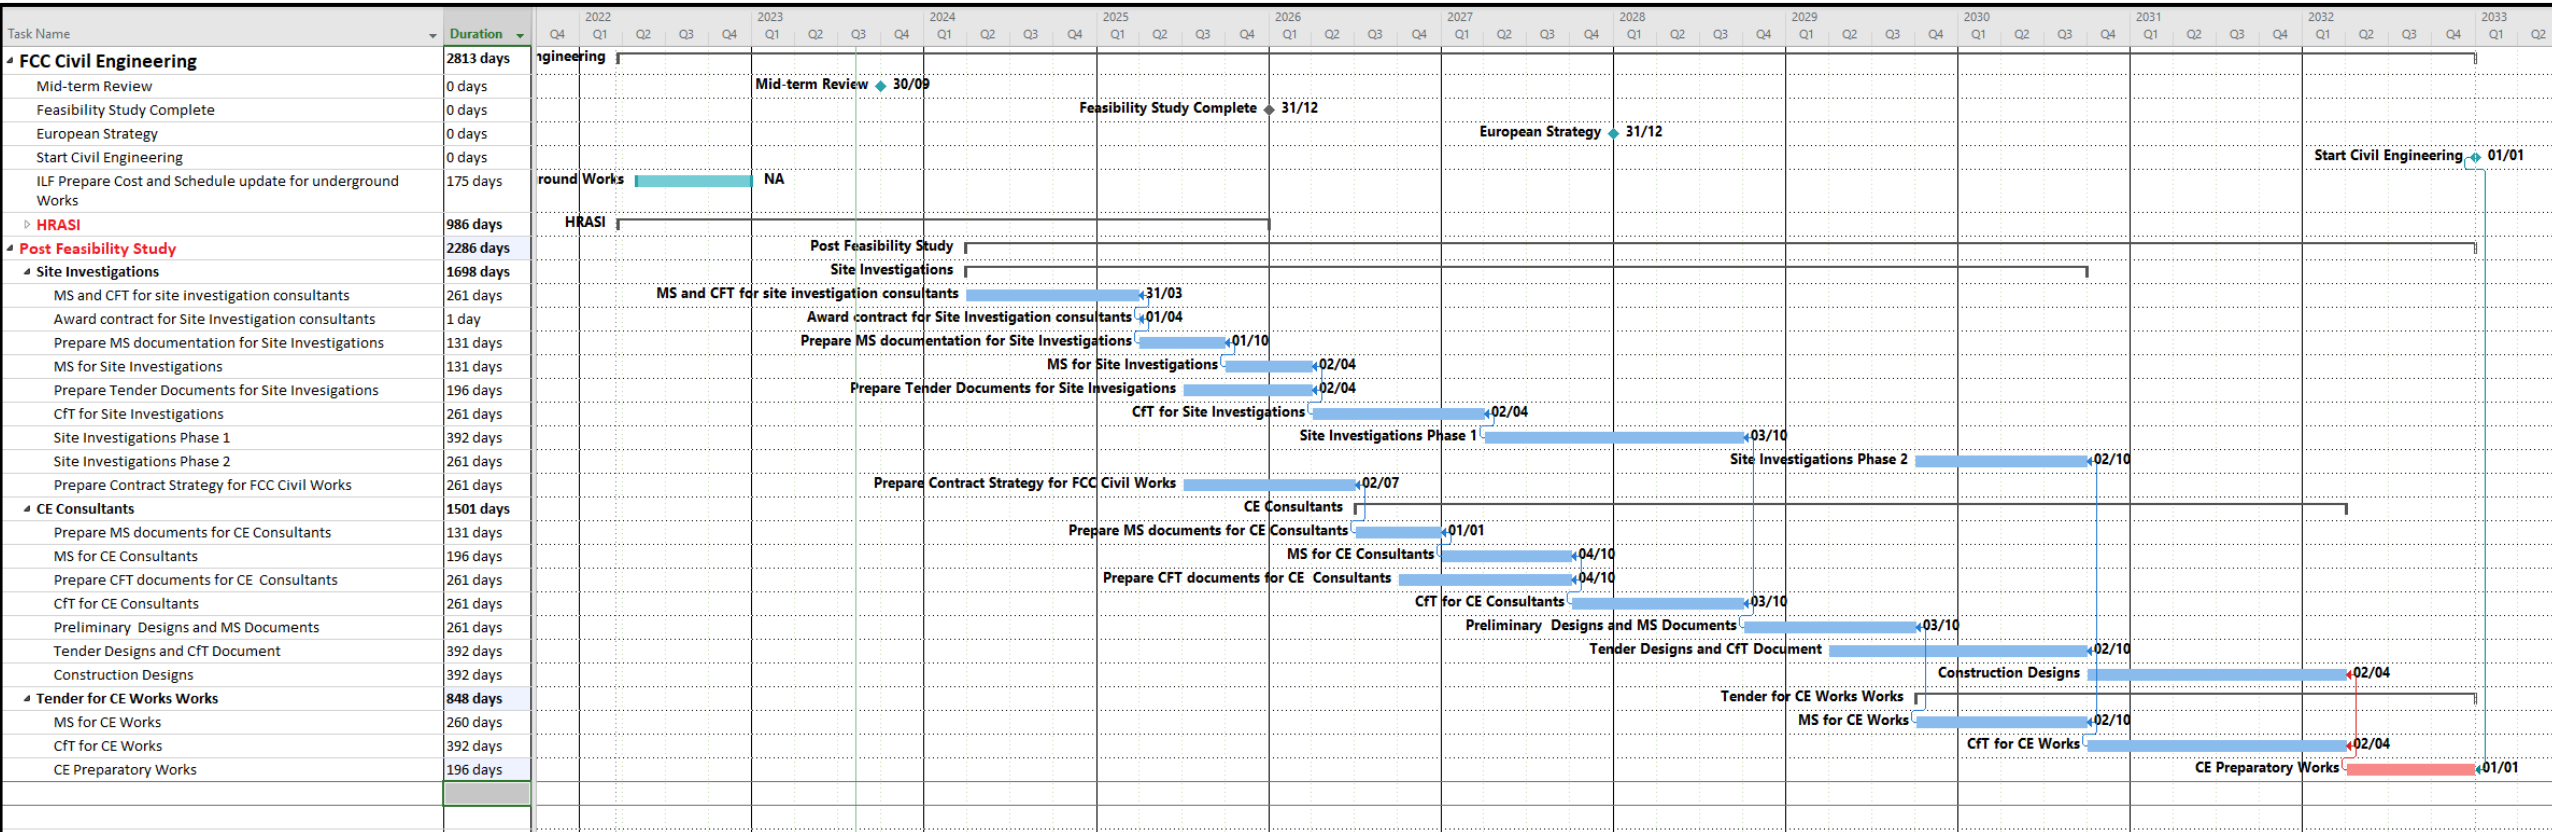 2022 2023 2024 2025 2026 2027 2028 2029 2030 2031 2032 2033
Task Name Duration Q4 Q1 Q2 Q3 Q4 Q1 Q2 Q3 Q4 Q1 Q2 Q3 Q4 Q1 Q2 Q3 Q4 Q1 Q2 Q3 Q4 Q1 Q2 Q3 Q4 Q1 Q2 Q3 Q4 Q1 Q2 Q3 Q4 Q1 Q2 Q3 Q4 Q1 Q2 Q3 Q4 Q1 Q2 Q3 Q4 Q1 Q2
FCC Civil Engineering 2813 days ngineering
Mid-term Review 0 days Mid-term Review 30/09
Feasibility Study Complete 0 days Feasibility Study Complete 31/12
European Strategy 0 days European Strategy 31/12
Start Civil Engineering 0 days Start Civil Engineering 01/01
ILF Prepare Cost and Schedule update for underground 175 days round Works NA
Works
HRASI 986 days HRASI
Post Feasibility Study 2286 days Post Feasibility Study
Site Investigations 1698 days Site Investigations
MS and CFT for site investigation consultants 261 days MS and CFT for site investigation consultants 31/03
Award contract for Site Investigation consultants 1 day Award contract for Site Investigation consultants 01/04
Prepare MS documentation for Site Investigations 131 days Prepare MS documentation for Site Investigations 01/10
MS for Site Investigations 131 days MS for Site Investigations 02/04
Prepare Tender Documents for Site Invesigations 196 days Prepare Tender Documents for Site Invesigations 02/04
CfT for Site Investigations 261 days CfT for Site Investigations 02/04
Site Investigations Phase 1 392 days Site Investigations Phase 1 03/10
Site Investigations Phase 2 261 days Site Investigations Phase 2 02/10
Prepare Contract Strategy for FCC Civil Works 261 days Prepare Contract Strategy for FCC Civil Works 02/07
CE Consultants 1501 days CE Consultants
Prepare MS documents for CE Consultants 131 days Prepare MS documents for CE Consultants 01/01
MS for CE Consultants 196 days MS for CE Consultants 04/10
Prepare CFT documents for CE  Consultants 261 days Prepare CFT documents for CE  Consultants 04/10
CfT for CE Consultants 261 days CfT for CE Consultants 03/10
Preliminary  Designs and MS Documents 261 days Preliminary  Designs and MS Documents 03/10
Tender Designs and CfT Document 392 days Tender Designs and CfT Document 02/10
Construction Designs 392 days Construction Designs 02/04
Tender for CE Works Works 848 days Tender for CE Works Works
MS for CE Works 260 days MS for CE Works 02/10
CfT for CE Works 392 days CfT for CE Works 02/04
CE Preparatory Works 196 days CE Preparatory Works 01/01